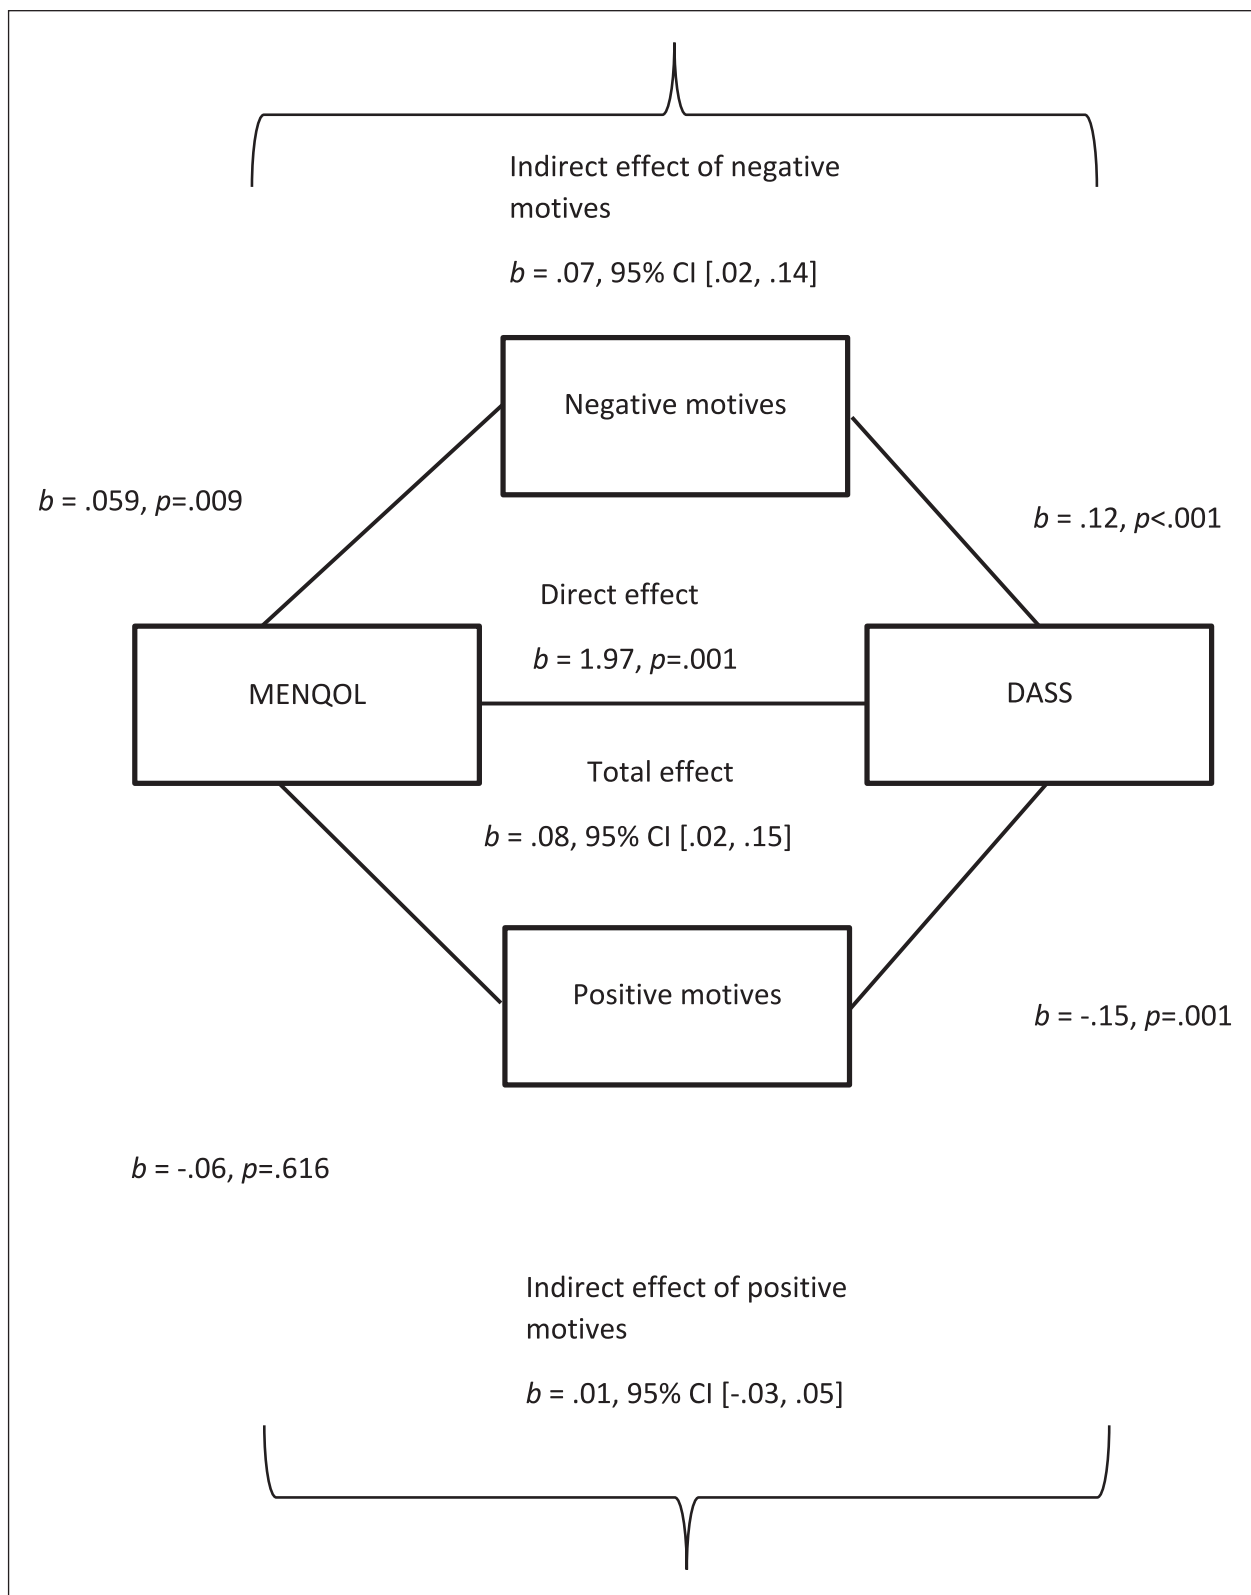 Indirect effect of negative
motives
b = .07, 95% CI [.02, .14]
Negative motives
b = .059, p=.009
b = .12, p<.001
Direct effect
b = 1.97, p=.001
MENQOL
DASS
Total effect
b = .08, 95% CI [.02, .15]
Positive motives
b = -.15, p=.001
b = -.06, p=.616
Indirect effect of positive
motives
b = .01, 95% CI [-.03, .05]